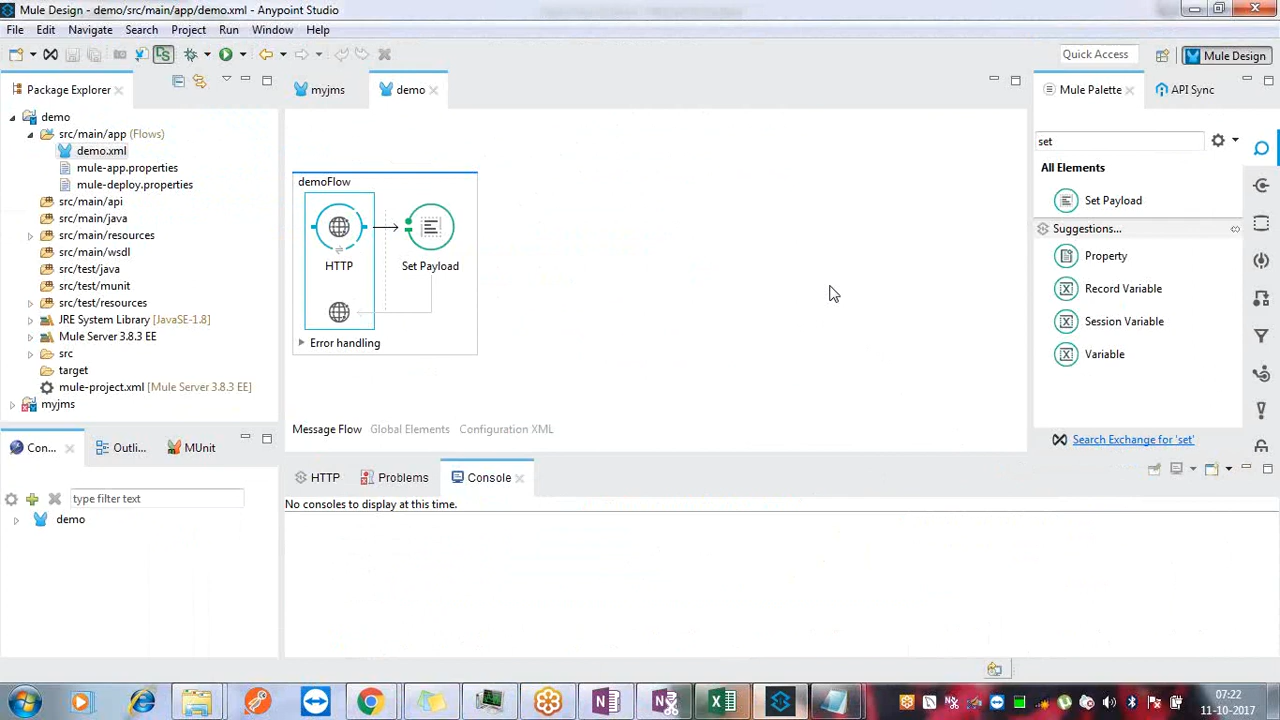 Mule Design - demo/src/main/app/demo.xml - Anypoint Studio
File Edit Navigate Search Project Run Window Help
Quick Access
Mule Design
Package Explorer
myjms
demo
Mule Palette
API Sync
demo
src/main/app (Flows)
demo.xml
mule-app.properties
mule-deploy.properties
src/main/api
src/main/java
src/main/resources
src/main/wsdl
src/test/java
src/test/munit
src/test/resources
JRE System Library [JavaSE-1.8]
Mule Server 3.8.3 EE
src
target
mule-project.xml [Mule Server 3.8.3 EE]
myjms
demoFlow
HTTP
Set Payload
Error handling
Message Flow Global Elements Configuration XML
set
All Elements
Set Payload
Suggestions...
Property
Record Variable
Session Variable
Variable
Search Exchange for 'set'
Con...
Outli...
MUnit
type filter text
demo
HTTP
Problems
Console
No consoles to display at this time.
07:22
11-10-2017